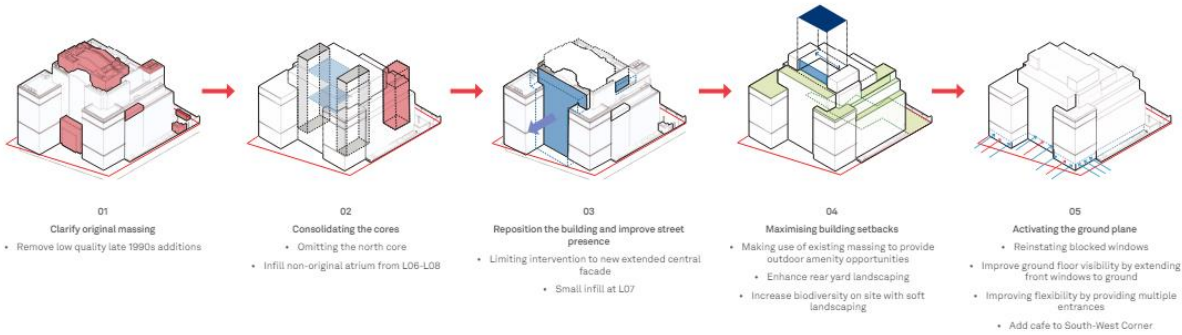 01
Clarify original massing
• Remove low quality late 1990s additions
02
Consolidating the cores
• Omitting the north core
• Infill non-original atrium from L06-L08
03
Reposition the building and improve street
presence
• Limiting intervention to new extended central
facade
• Small infill at L07
04
Maximising building setbacks
• Making use of existing massing to provide
outdoor amenity opportunities
• Enhance rear yard landscaping
• Increase biodiversity on site with soft
landscaping
05
Activating the ground plane
• Reinstating blocked windows
• Improve ground floor visibility by extending
front windows to ground
• Improving flexibility by providing multiple
entrances
• Add cafe to South-West Corner